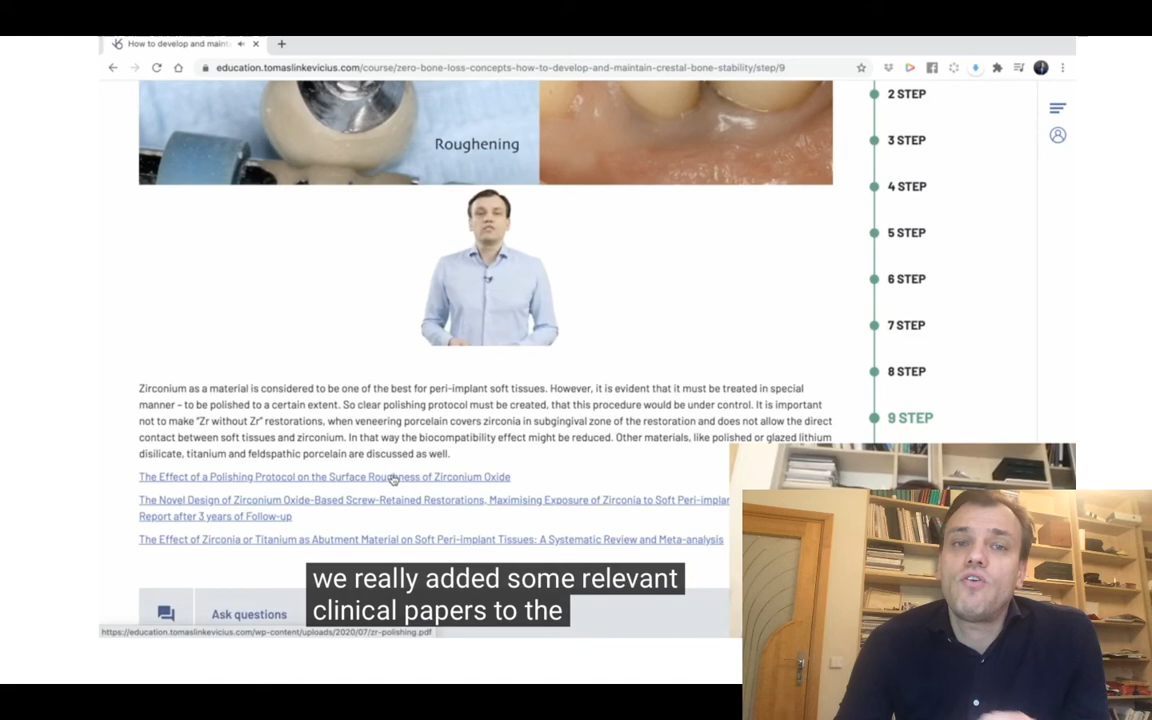 How to develop and maint
education.tomaslinkevicius.com/course/zero-bone-loss-concepts-how-to-develop-and-maintain-crestal-bone-stability/step/9
Roughening
2 STEP
3 STEP
4 STEP
5 STEP
6 STEP
7 STEP
8 STEP
9 STEP
Zirconium as a material is considered to be one of the best for peri-implant soft tissues. However, it is evident that it must be treated in special
manner – to be polished to a certain extent. So clear polishing protocol must be created, that this procedure would be under control. It is important
not to make "Zr without Zr" restorations, when veneering porcelain covers zirconia in subgingival zone of the restoration and does not allow the direct
contact between soft tissues and zirconium. In that way the biocompatibility effect might be reduced. Other materials, like polished or glazed lithium
disilicate, titanium and feldspathic porcelain are discussed as well.
The Effect of a Polishing Protocol on the Surface Roughness of Zirconium Oxide
The Novel Design of Zirconium Oxide-Based Screw-Retained Restorations, Maximising Exposure of Zirconia to Soft Peri-implan
Report after 3 years of Follow-up
The Effect of Zirconia or Titanium as Abutment Material on Soft Peri-implant Tissues: A Systematic Review and Meta-analysis
we really added some relevant
clinical papers to the
Ask questions
https://education.tomaslinkevicius.com/wp-content/uploads/2020/07/zr-polishing.pdf